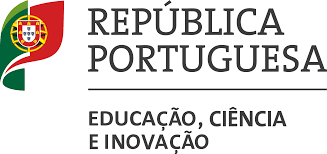 REPÚBLICA
PORTUGUESA
EDUCAÇÃO, CIÊNCIA
E INOVAÇÃO